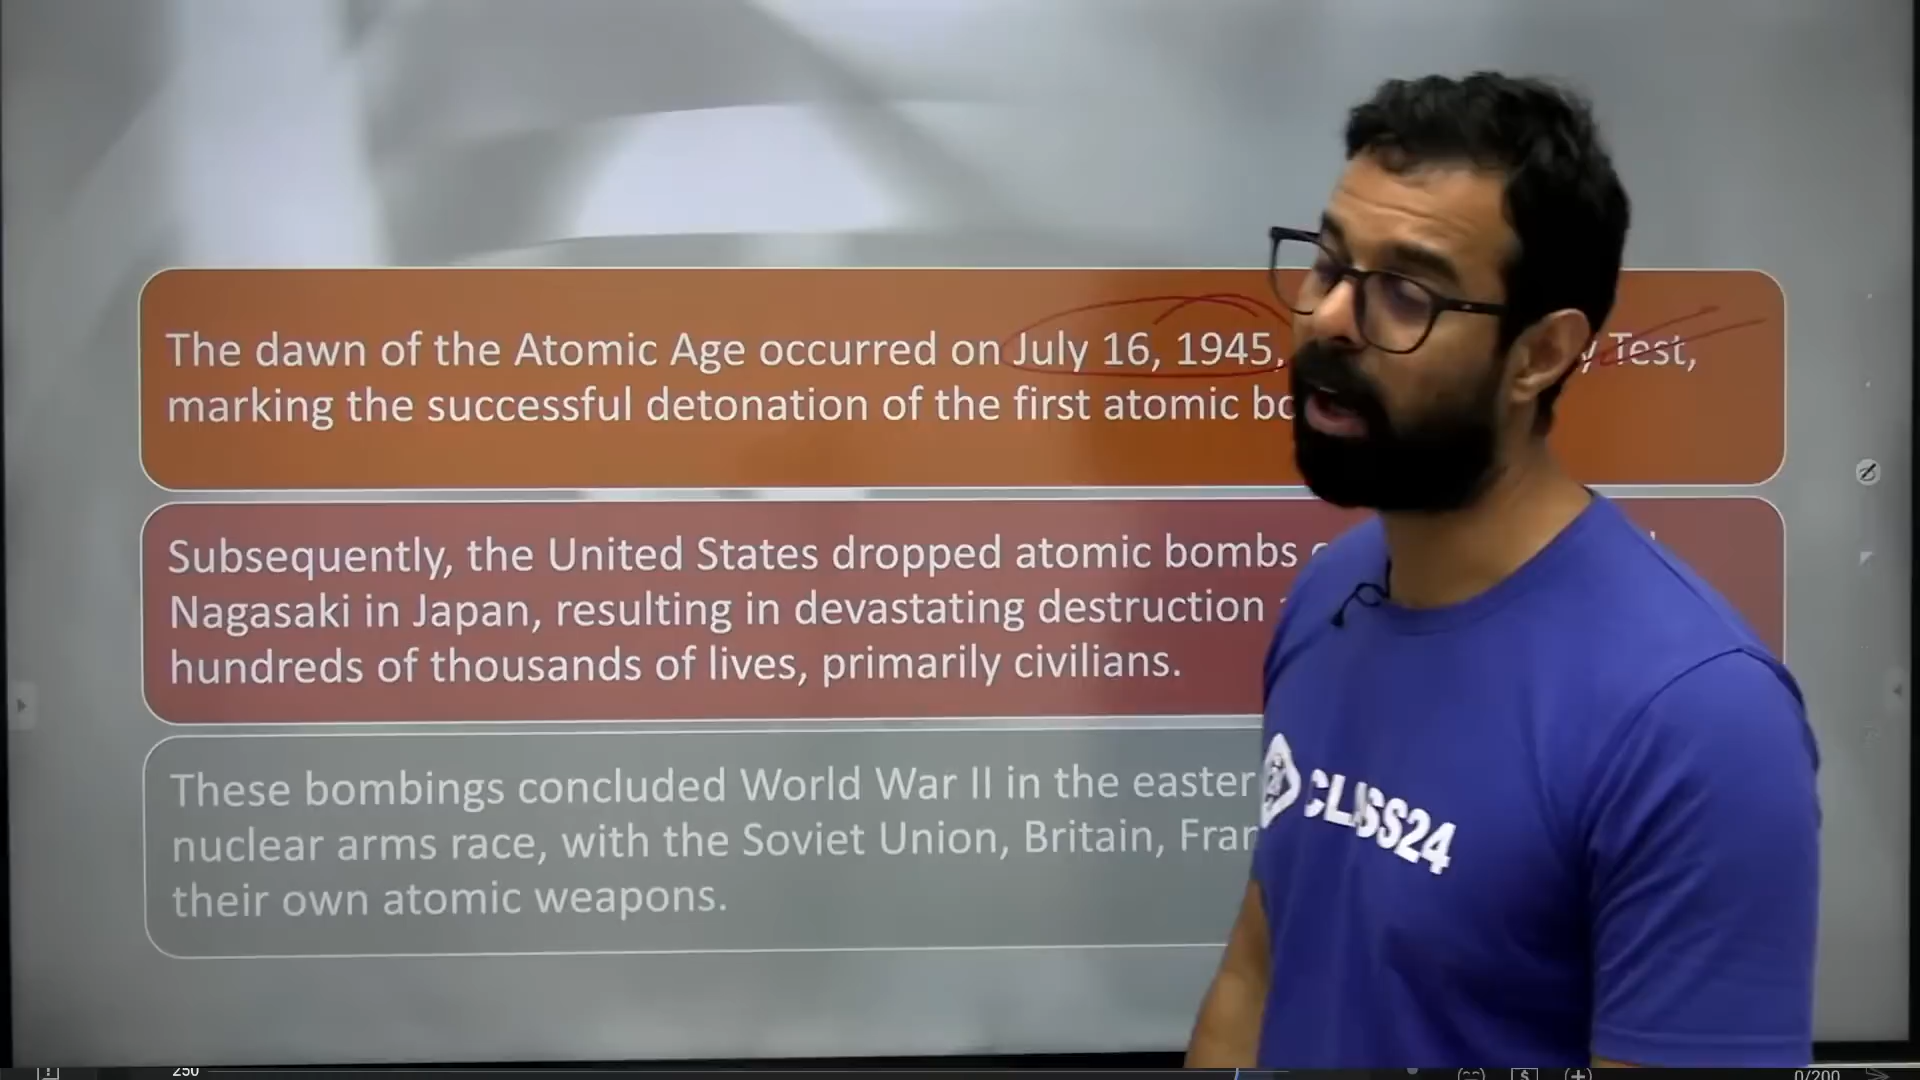 The dawn of the Atomic Age occurred on July 16, 1945, Test,
marking the successful detonation of the first atomic
Subsequently, the United States dropped atomic bombs
Nagasaki in Japan, resulting in devastating destruction
hundreds of thousands of lives, primarily civilians.
These bombings concluded World War II in the
nuclear arms race, with the Soviet Union, Britain,
their own atomic weapons.
CLASS24
250
0/200